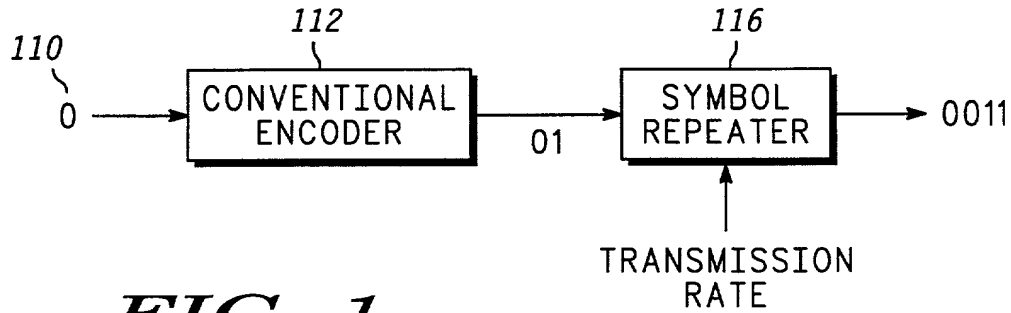 110
112
116
0
CONVENTIONAL
ENCODER
01
SYMBOL
REPEATER
0011
TRANSMISSION
RATE
FIG. 1